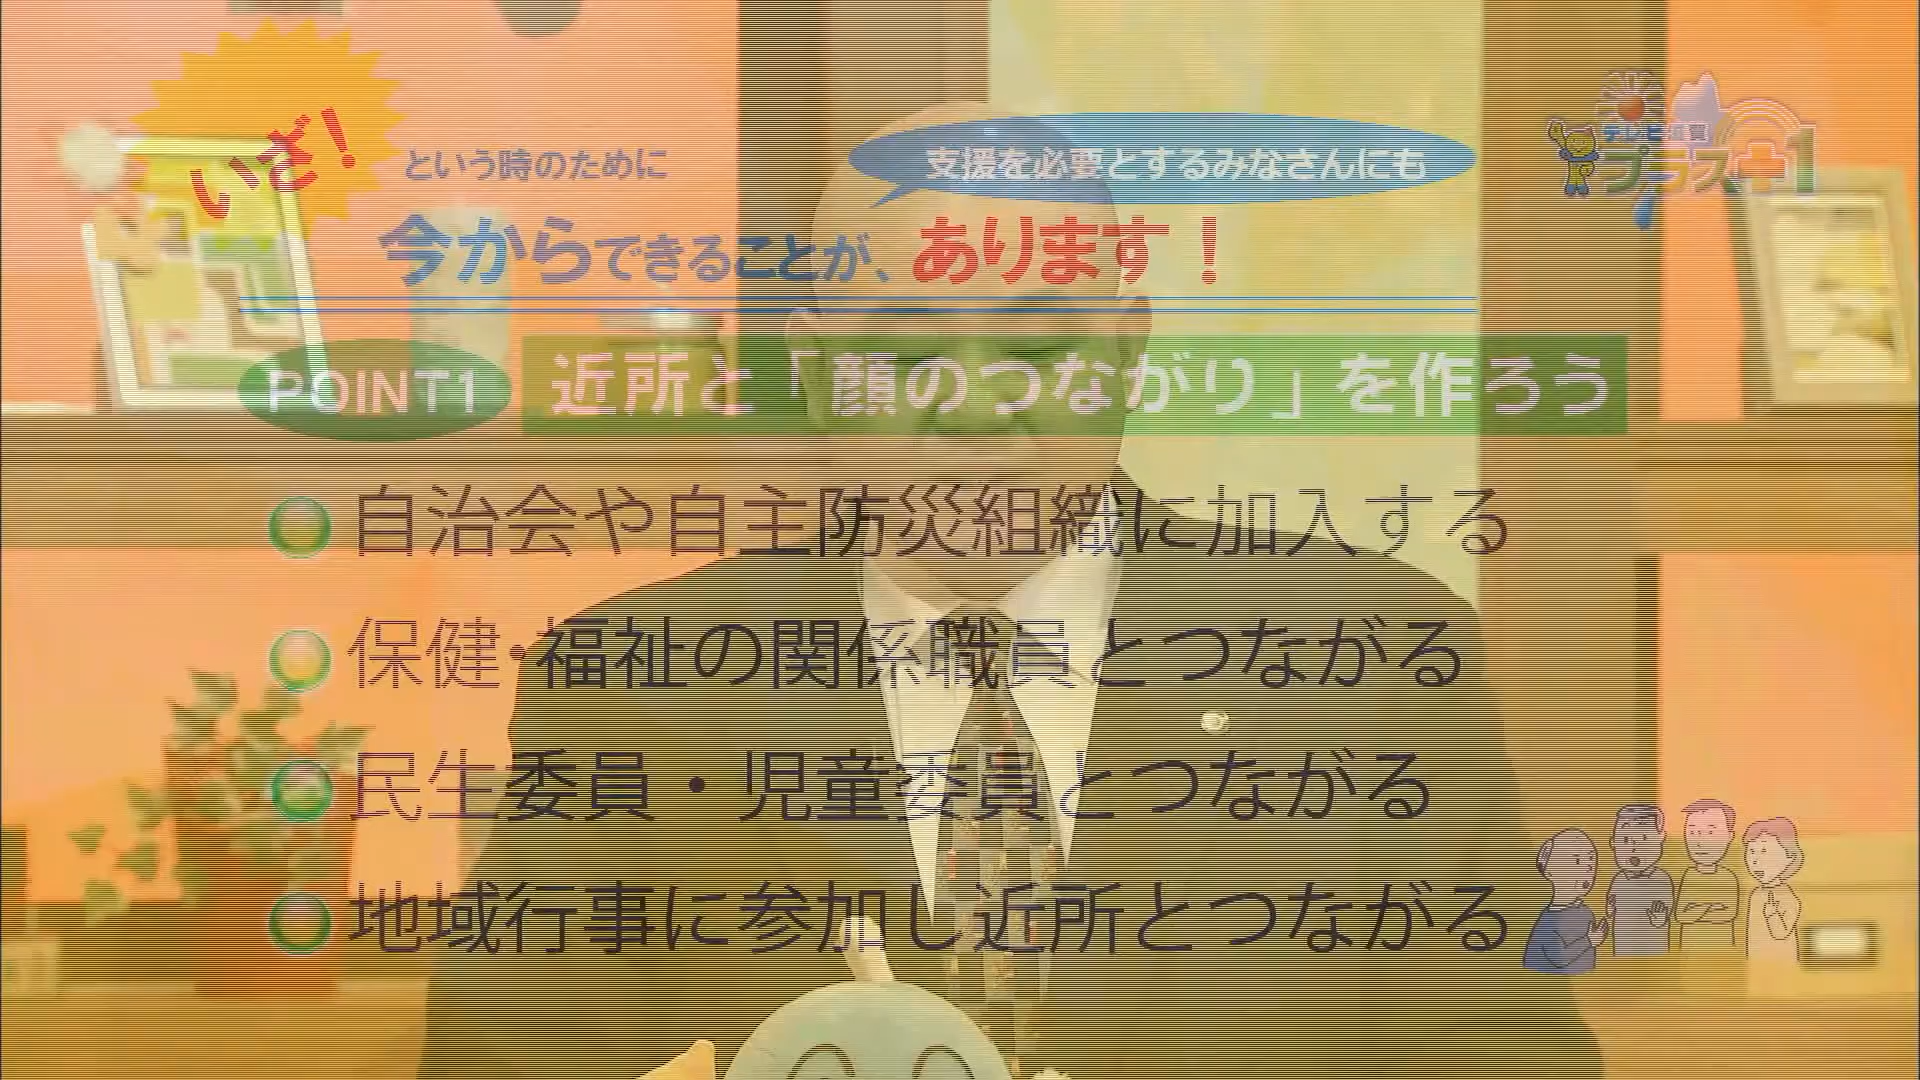 いざ！
という時のために
支援を必要とするみなさんにも
今からできることが、あります！
テレビ滋賀
プラス+1
POINT1 近所と「顔のつながり」を作ろう
自治会や自主防災組織に加入する
保健・福祉の関係職員とつながる
民生委員・児童委員とつながる
地域行事に参加し近所とつながる